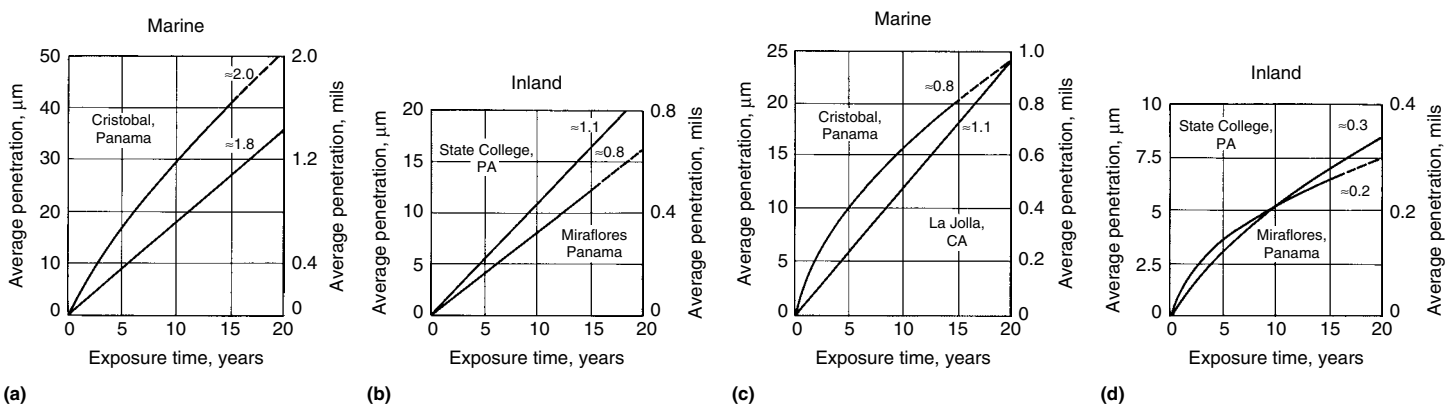 Marine
Average penetration, μm
50
40
30
20
10
0
Cristobal,
Panama
≈2.0
≈1.8
2.0
1.2
0.4
0
Average penetration, mils
0 5 10 15 20
Exposure time, years
(a)
Inland
Average penetration, μm
20
15
10
5
0
State College,
PA
≈1.1
≈0.8
Miraflores
Panama
0.8
0.4
0
Average penetration, mils
0 5 10 15 20
Exposure time, years
(b)
Marine
Average penetration, μm
25
20
15
10
5
0
Cristobal,
Panama
≈0.8
≈1.1
La Jolla,
CA
1.0
0.8
0.6
0.4
0.2
0
Average penetration, mils
0 5 10 15 20
Exposure time, years
(c)
Inland
Average penetration, μm
10
7.5
5
2.5
0
State College,
PA
≈0.3
≈0.2
Miraflores,
Panama
0.4
0.2
0
Average penetration, mils
0 5 10 15 20
Exposure time, years
(d)